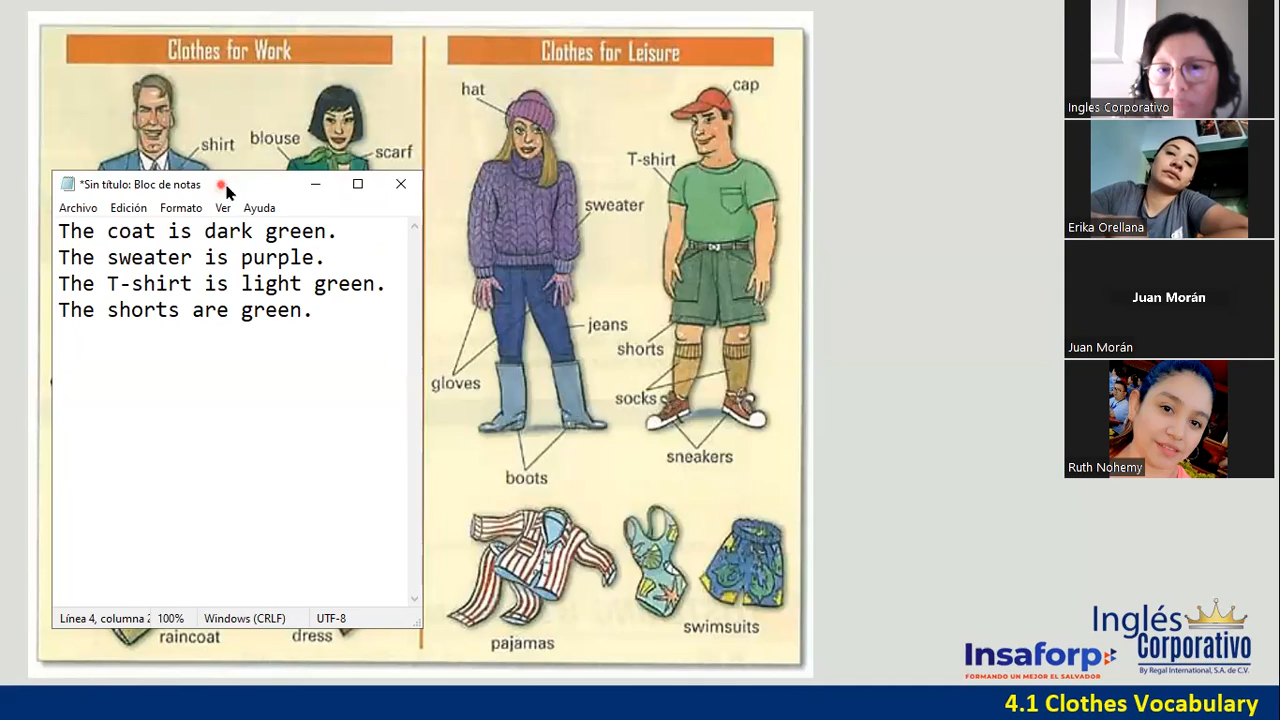 Clothes for Work
shirt
blouse
scarf
*Sin título: Bloc de notas
Archivo Edición Formato Ver Ayuda
The coat is dark green.
The sweater is purple.
The T-shirt is light green.
The shorts are green.
Línea 4, columna 2 100% Windows (CRLF) UTF-8
raincoat
dress
Clothes for Leisure
hat
cap
T-shirt
sweater
jeans
shorts
gloves
socks
sneakers
boots
pajamas
swimsuits
Ingles Corporativo
Erika Orellana
Juan Morán
Juan Morán
Ruth Nohemy
Insaforp
FORMANDO UN MEJOR EL SALVADOR
Inglés
Corporativo
By Regal International, S.A. de C.V.
4.1 Clothes Vocabulary